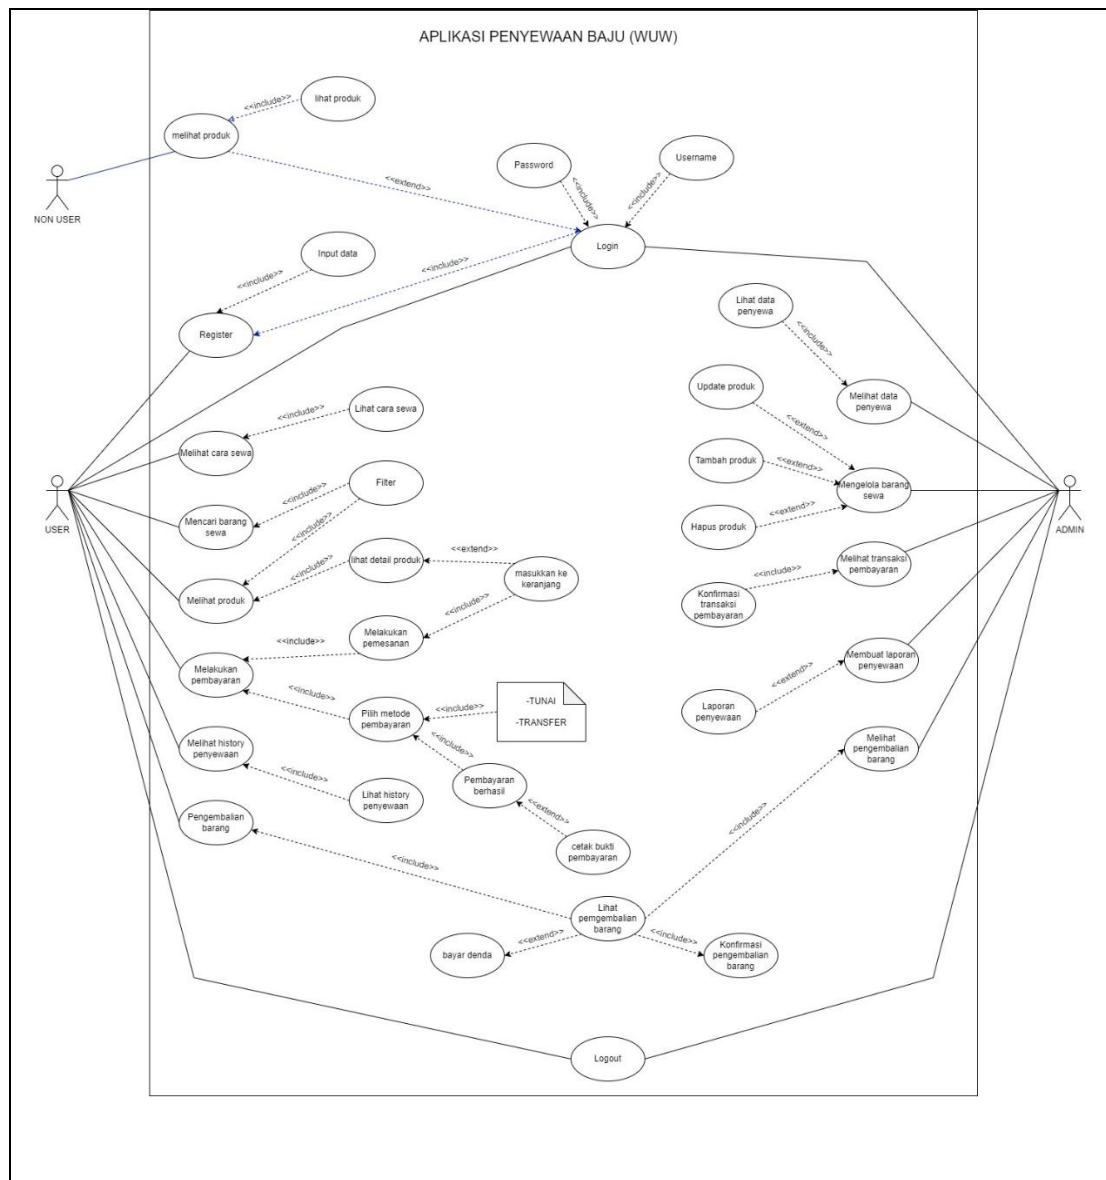 APLIKASI PENYEWAAN BAJU (WUW)
<<include>>
lihat produk
melihat produk
Password
Username
<<extend>>
<<include>>
<<include>>
NON USER
Login
Input data
<<include>>
<<include>>
Register
Lihat data
penyewa
<<include>>
Update produk
Melihat data
penyewa
Lihat cara sewa
<<include>>
Melihat cara sewa
<<extend>>
Tambah produk
<<extend>>
Filter
Mengelola barang
sewa
USER
ADMIN
<<include>>
Mencari barang
sewa
Hapus produk
<<extend>>
<<include>>
lihat detail produk
<<extend>>
masukkan ke
keranjang
Melihat transaksi
pembayaran
<<include>>
Melihat produk
<<include>>
Konfirmasi
transaksi
pembayaran
<<include>>
Melakukan
pemesanan
<<include>>
Melakukan
pembayaran
Membuat laporan
penyewaan
<<include>>
Pilih metode
pembayaran
<<include>>
-TUNAI
-TRANSFER
<<extend>>
Laporan
penyewaan
Melihat history
penyewaan
<<include>>
Melihat
pengembalian
barang
<<include>>
Lihat history
penyewaan
Pembayaran
berhasil
Pengembalian
barang
<<extend>>
<<include>>
cetak bukti
pembayaran
<<include>>
Lihat
pemgembalian
barang
<<extend>>
<<include>>
bayar denda
Konfirmasi
pengembalian
barang
Logout